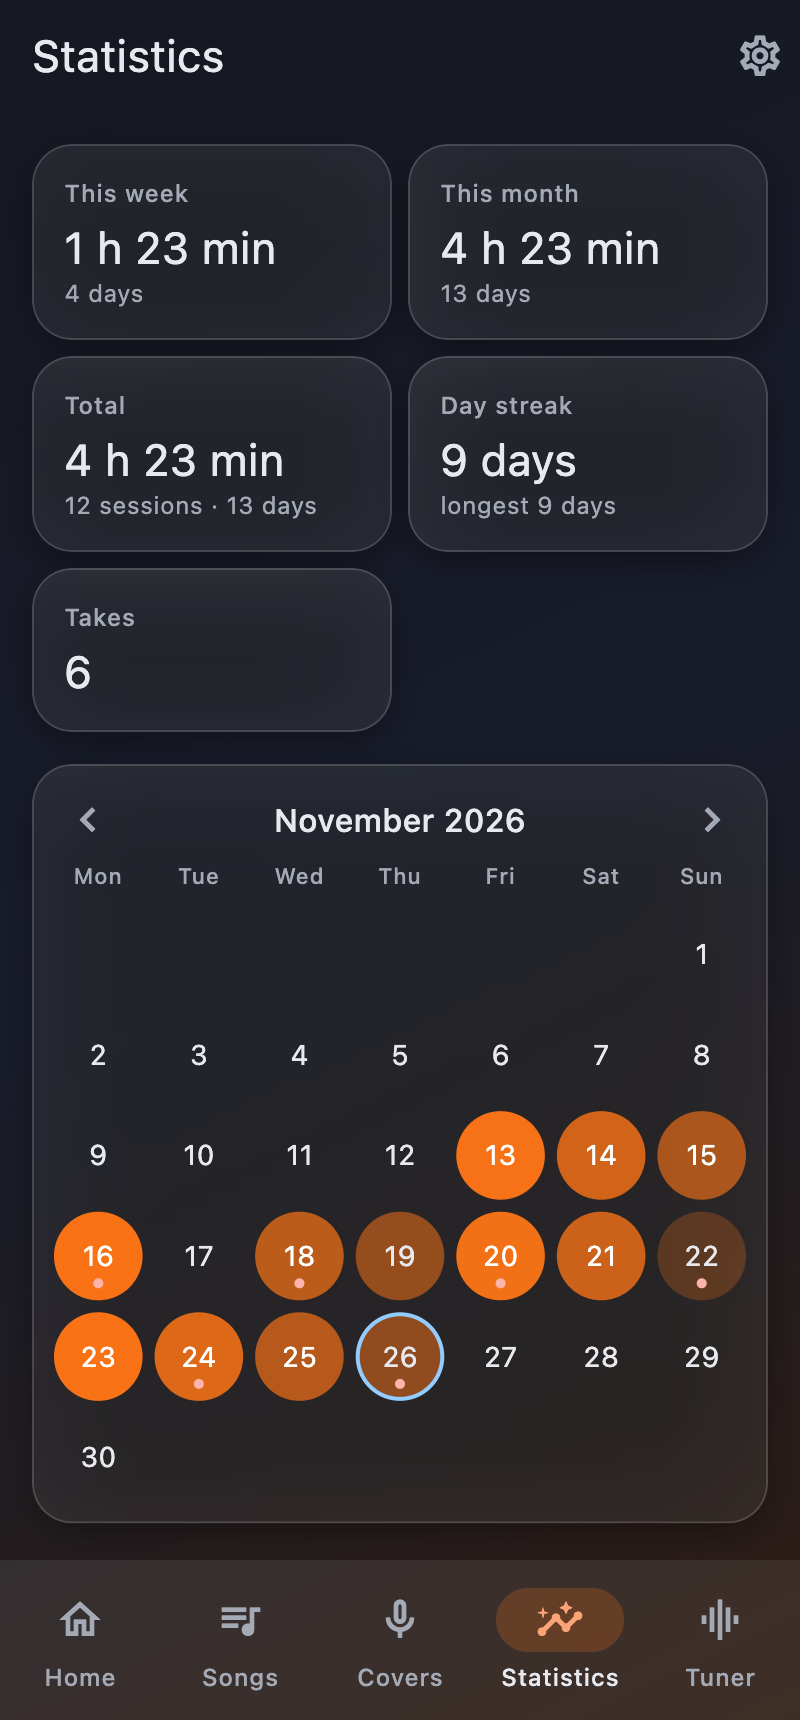 Statistics
This week
1 h 23 min
4 days
This month
4 h 23 min
13 days
Total
4 h 23 min
12 sessions · 13 days
Day streak
9 days
longest 9 days
Takes
6
November 2026
Mon Tue Wed Thu Fri Sat Sun
1
2 3 4 5 6 7 8
9 10 11 12 13 14 15
16 17 18 19 20 21 22
23 24 25 26 27 28 29
30
Home Songs Covers Statistics Tuner